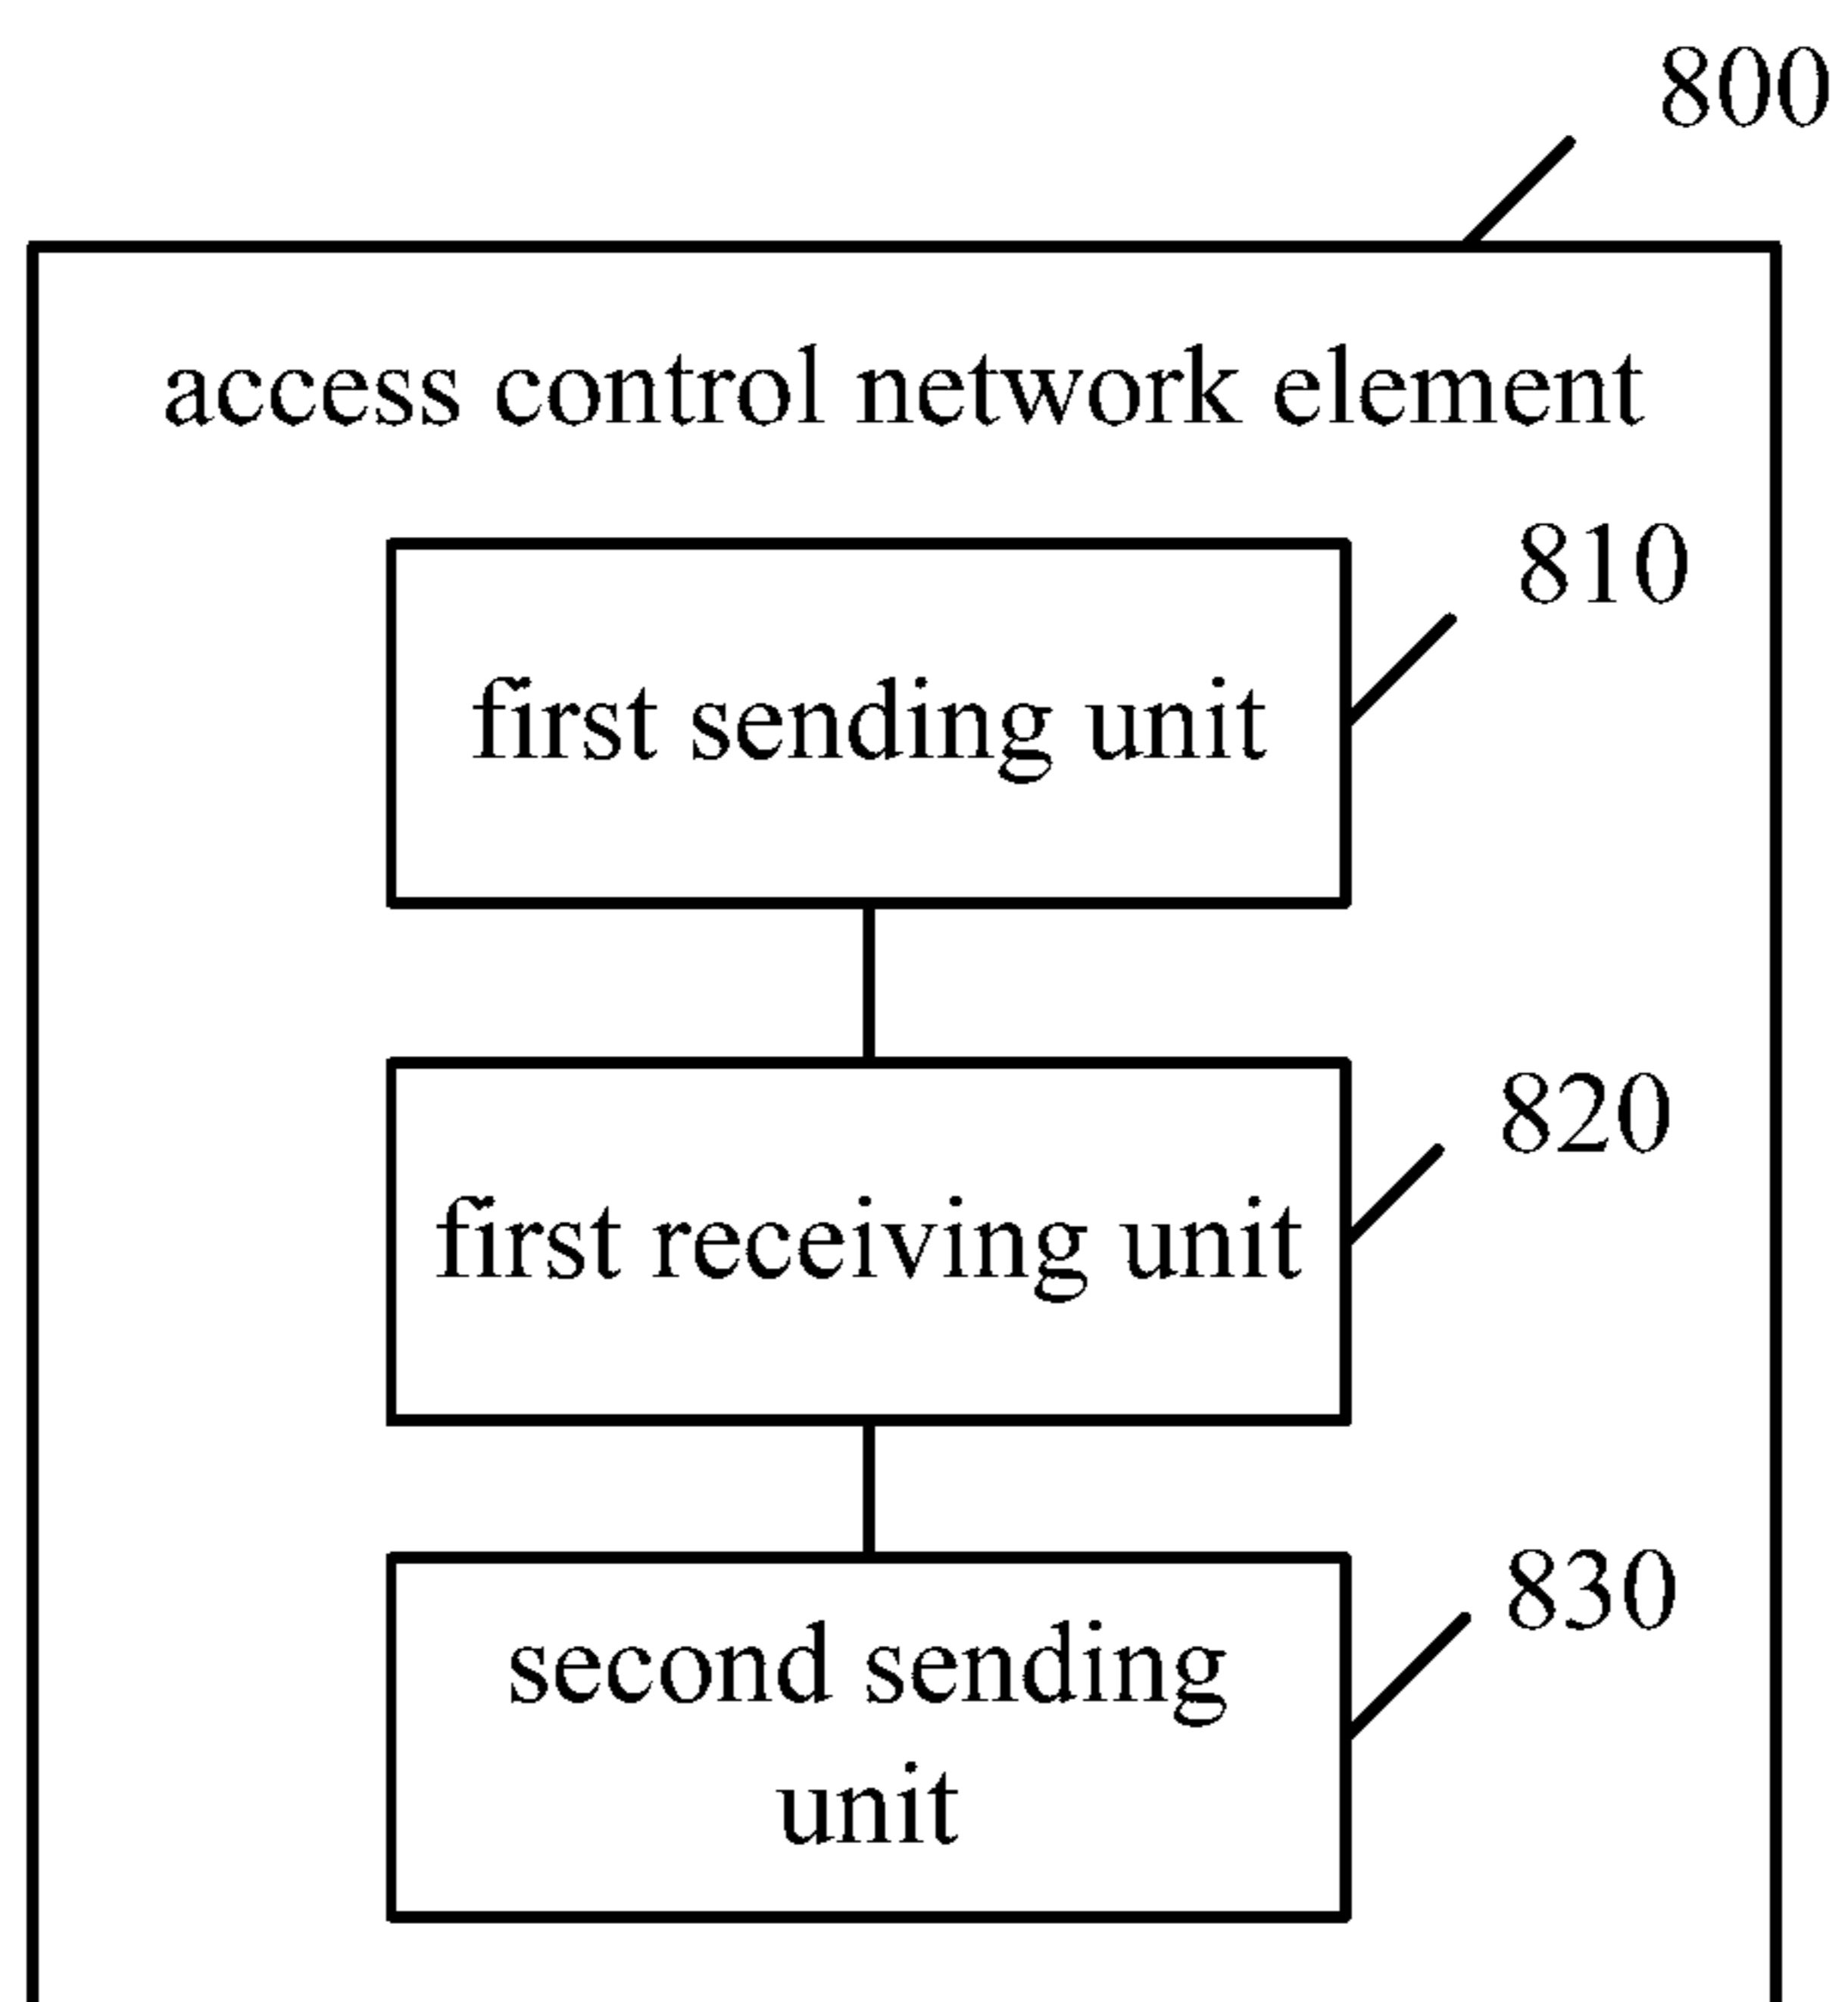 800
access control network element
810
first sending unit
820
first receiving unit
830
second sending
unit